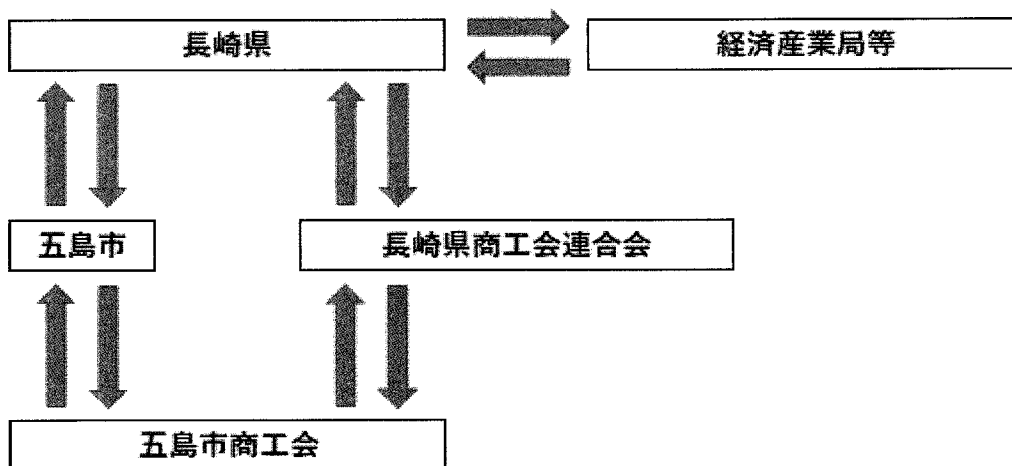 長崎県
経済産業局等
五島市
長崎県商工会連合会
五島市商工会